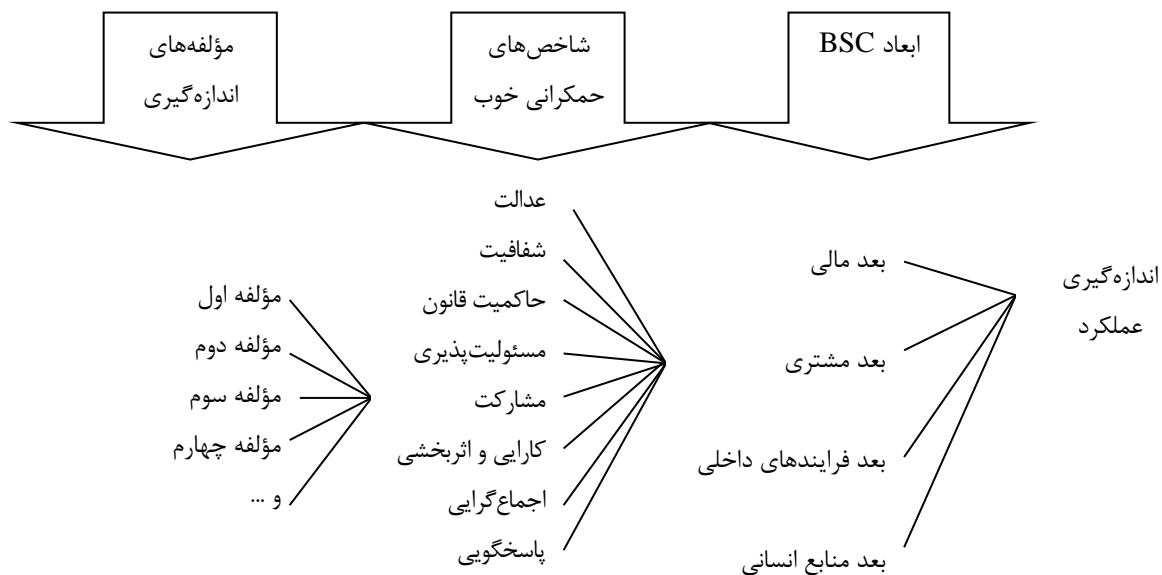 ابعاد BSC
شاخص‌های
حمکرانی خوب
مؤلفه‌های
اندازه‌گیری
اندازه‌گیری
عملکرد
بعد مالی
بعد مشتری
بعد فرایندهای داخلی
بعد منابع انسانی
عدالت
شفافیت
حاکمیت قانون
مسئولیت‌پذیری
مشارکت
کارایی و اثربخشی
اجماع‌گرایی
پاسخگویی
مؤلفه اول
مؤلفه دوم
مؤلفه سوم
مؤلفه چهارم
و ...